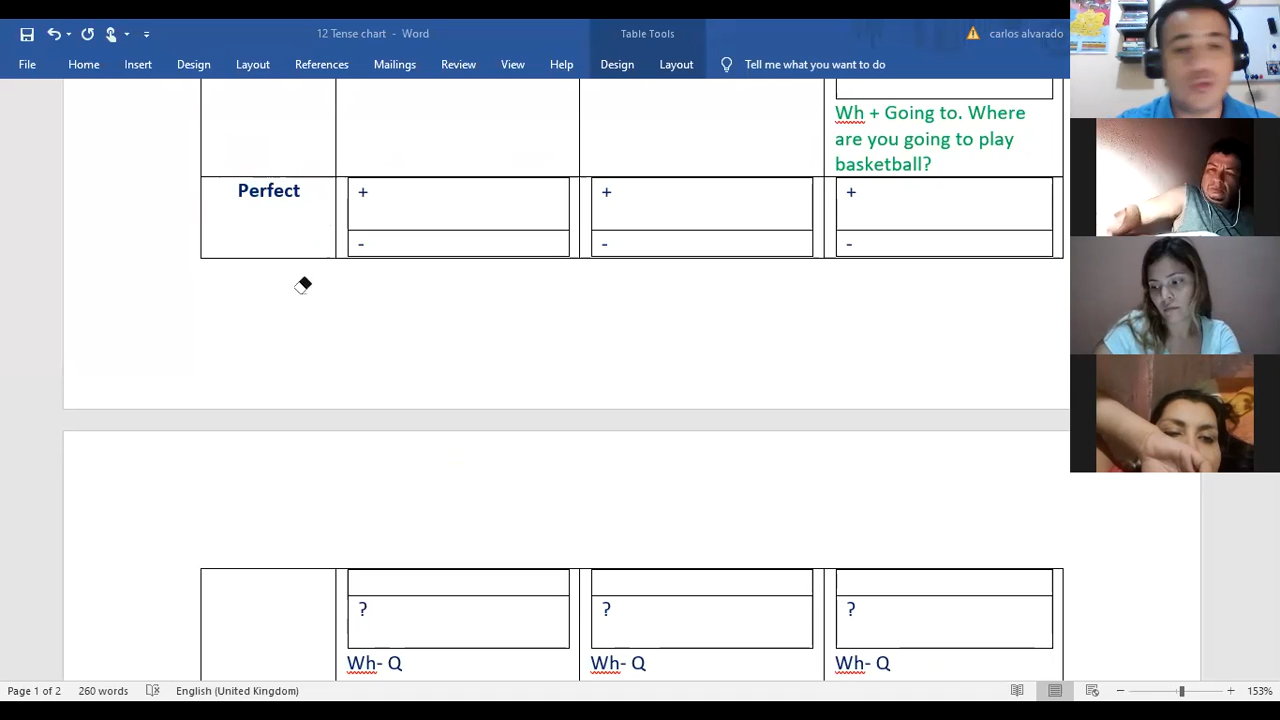 12 Tense chart - Word
Table Tools
carlos alvarado
File
Home
Insert
Design
Layout
References
Mailings
Review
View
Help
Design
Layout
Tell me what you want to do
Wh + Going to. Where
are you going to play
basketball?
Perfect
+
+
+
-
-
-
?
?
?
Wh- Q
Wh- Q
Wh- Q
Page 1 of 2
260 words
English (United Kingdom)
153%